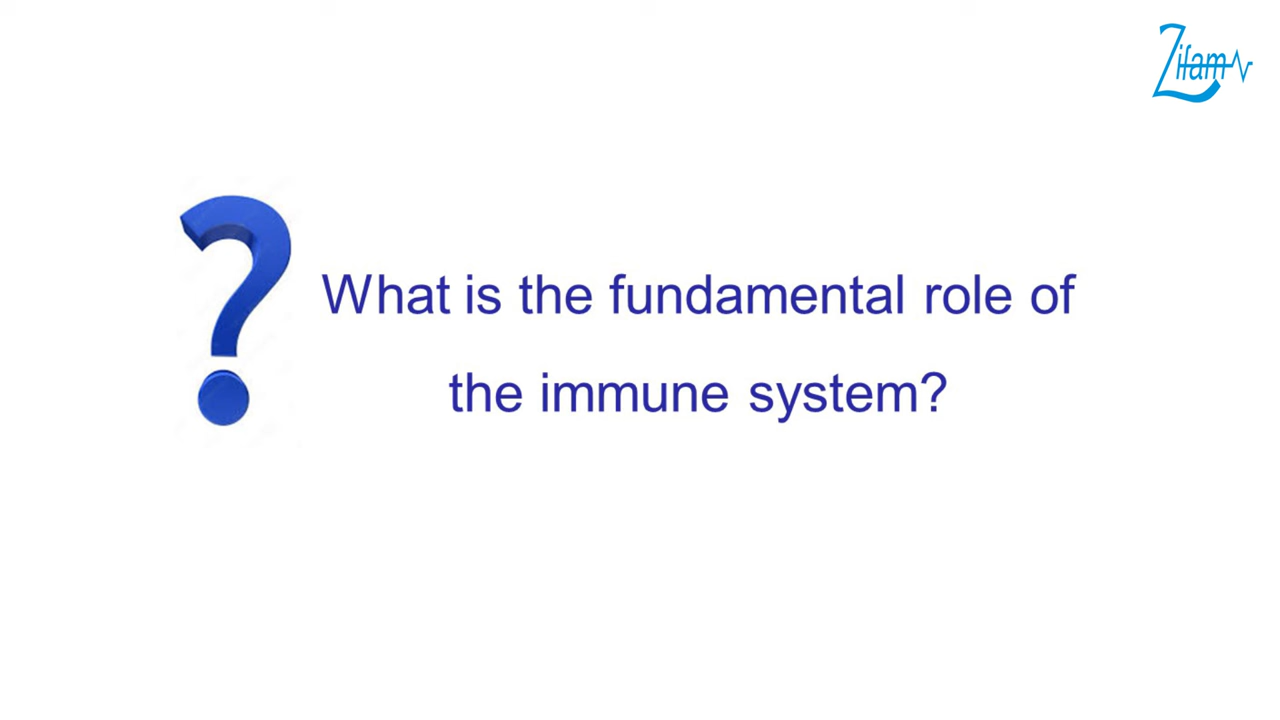 Zifam
What is the fundamental role of
the immune system?